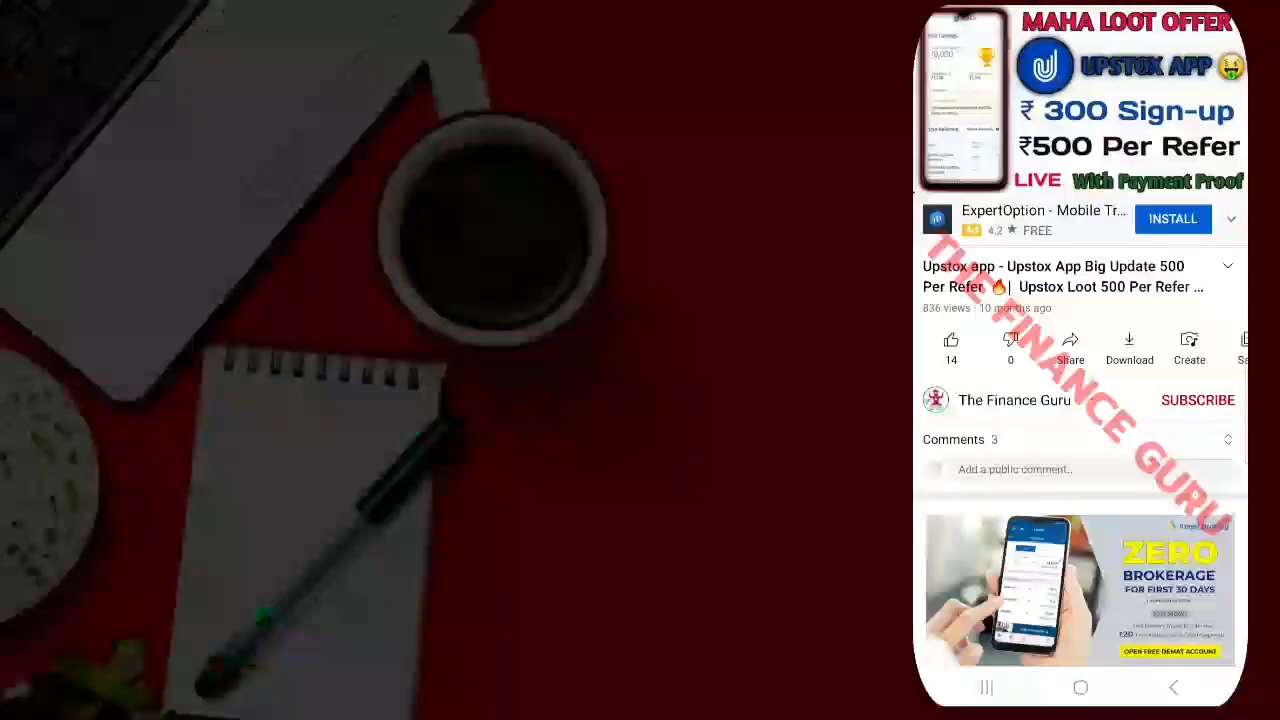 MAHA LOOT OFFER
UPSTOX APP 🤑
₹ 300 Sign-up
₹500 Per Refer
LIVE With Payment Proof
ExpertOption - Mobile Tr...
INSTALL
Ad 4.2 ★ FREE
Upstox app - Upstox App Big Update 500
Per Refer 🔥| Upstox Loot 500 Per Refer ...
836 views · 10 months ago
14 0 Share Download Create
The Finance Guru SUBSCRIBE
Comments 3
Add a public comment..
THE FINANCE GURU
ZERO
BROKERAGE
FOR FIRST 30 DAYS
₹20
OPEN FREE DEMAT ACCOUNT